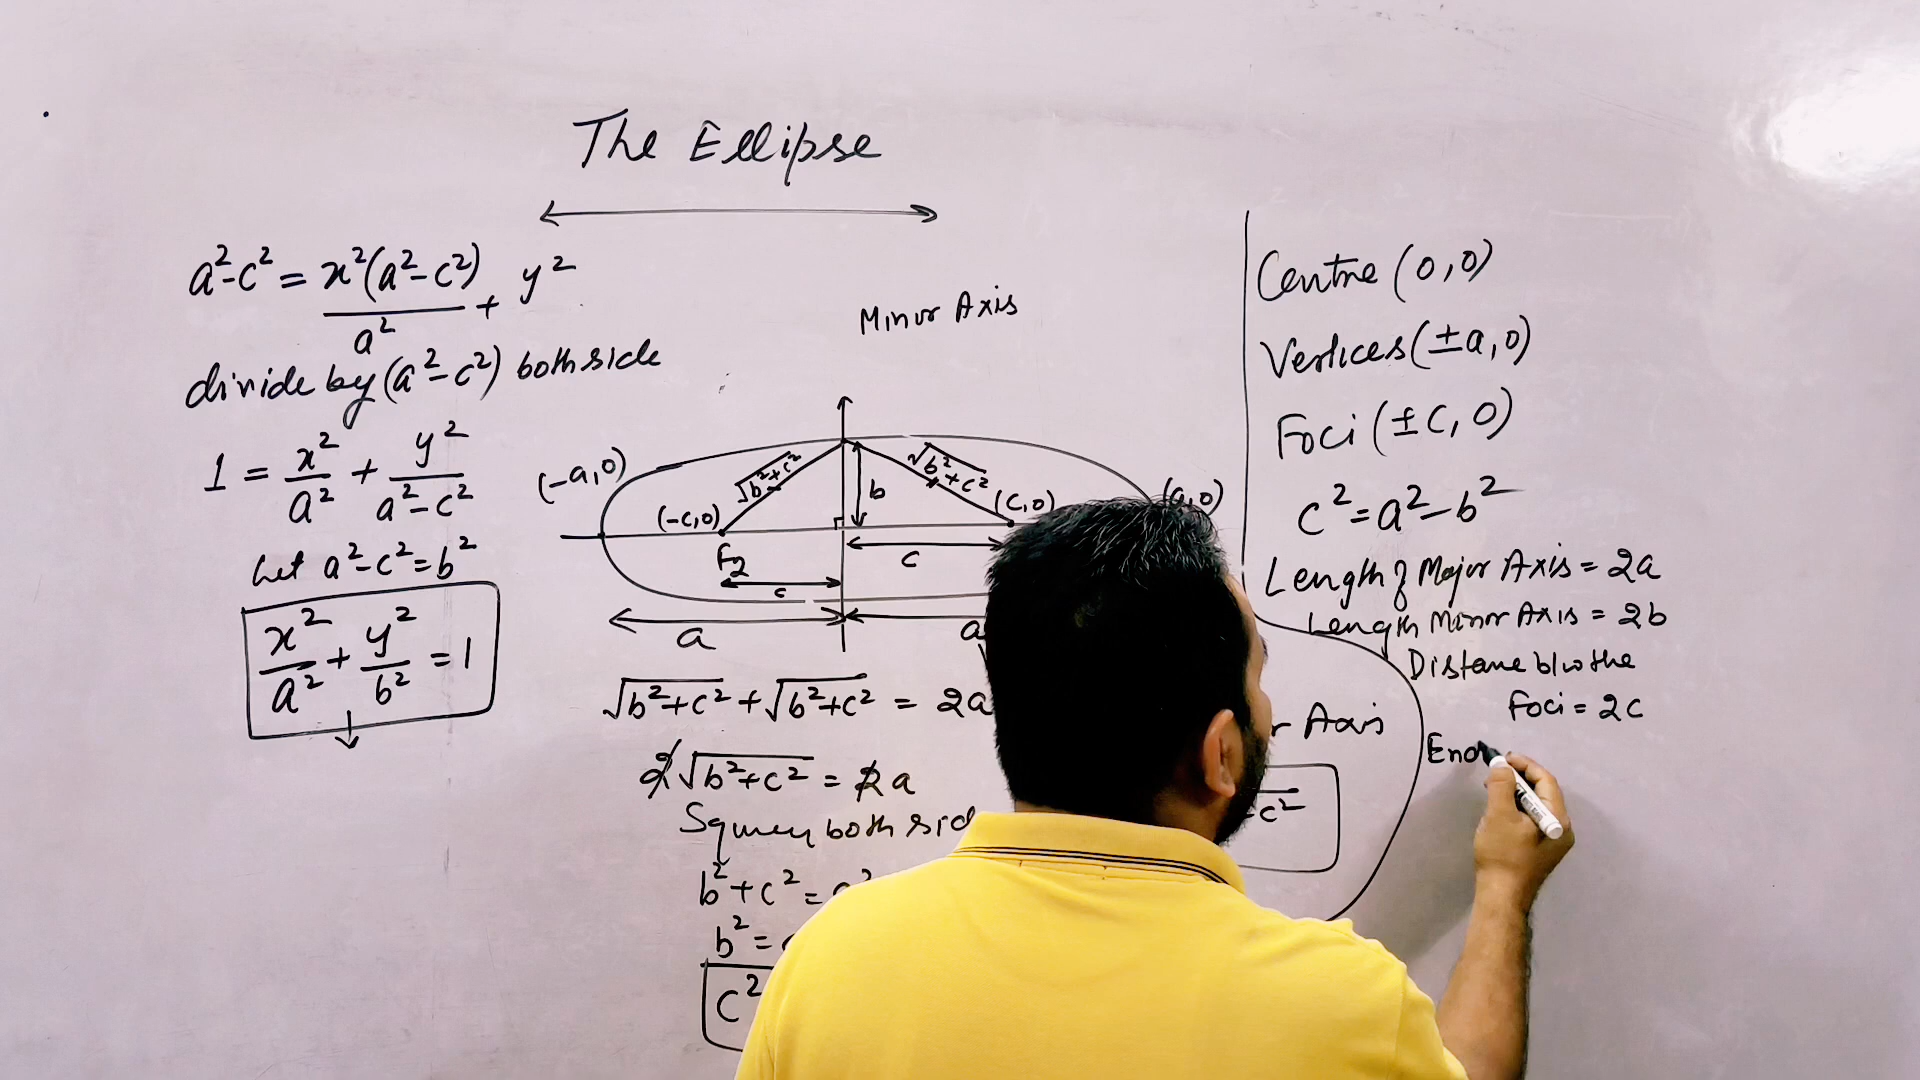 The Ellipse
a²-c² = x²(a²-c²)/a² + y²
divide by (a²-c²) both side
1 = x²/a² + y²/a²-c²
Let a²-c²=b²
x²/a² + y²/b² = 1
Minor Axis
(-a,0)
√b²+c²
√b²+c²
b
(-c,0)
(c,0)
(a,0)
F2
c
c
a
a
√b²+c² + √b²+c² = 2a
2√b²+c² = 2a
both sid
b²+c² =
b² =
c²
Axis
c²
Centre (0,0)
Vertices (±a,0)
Foci (±c,0)
c²=a²-b²
Length of Major Axis = 2a
Length Minor Axis = 2b
Distane b/w the
Foci = 2c